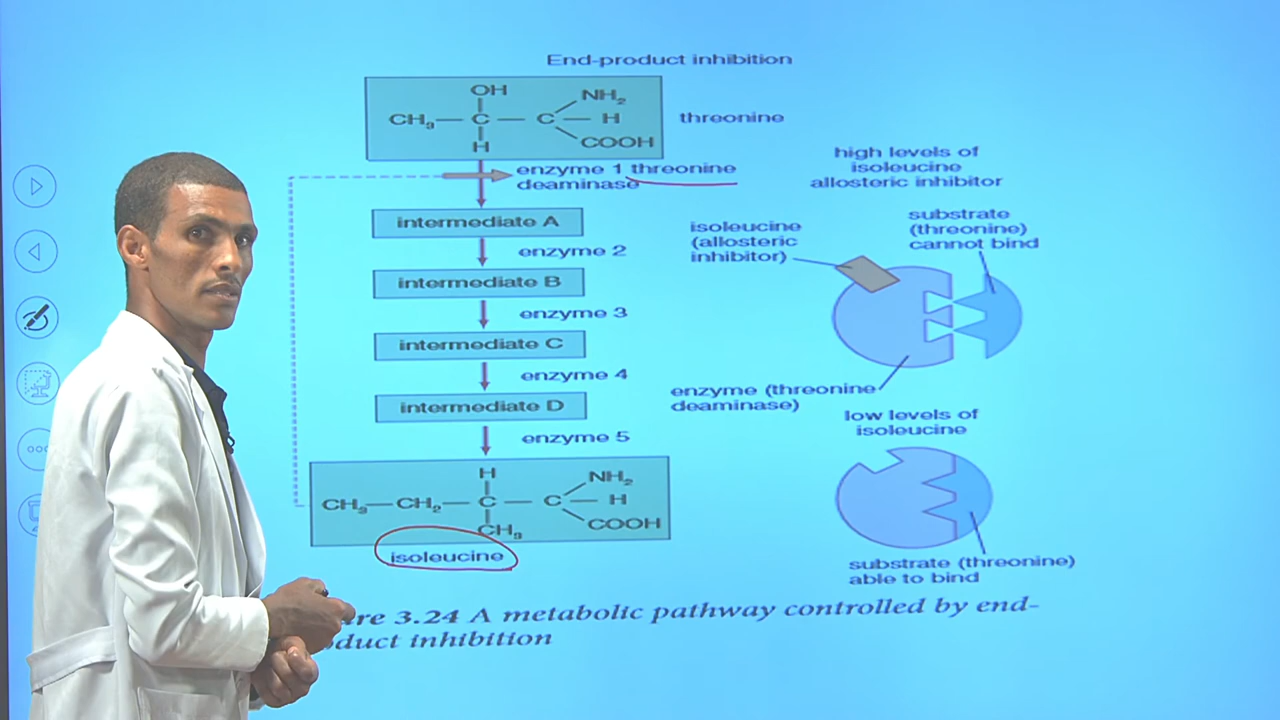 End-product inhibition
OH
NH₂
CH₃—C—C—H
H
COOH
threonine
enzyme 1 threonine
deaminase
intermediate A
enzyme 2
intermediate B
enzyme 3
intermediate C
enzyme 4
intermediate D
enzyme 5
H
NH₂
CH₃—CH₂—C—C—H
CH₃
COOH
isoleucine
high levels of
isoleucine
allosteric inhibitor
isoleucine
(allosteric
inhibitor)
substrate
(threonine)
cannot bind
enzyme (threonine
deaminase)
low levels of
isoleucine
substrate (threonine)
able to bind
3.24 A metabolic pathway controlled by end-
inhibition